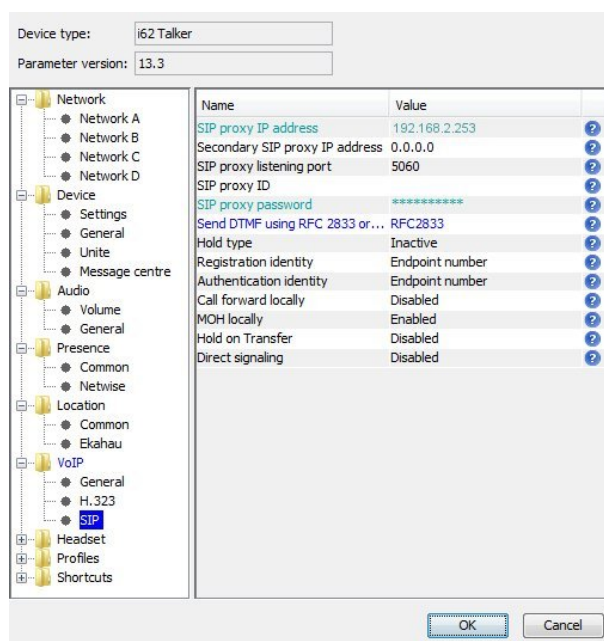 Device type: i62 Talker
Parameter version: 13.3
Network
Network A
Network B
Network C
Network D
Device
Settings
General
Unite
Message centre
Audio
Volume
General
Presence
Common
Netwise
Location
Common
Ekahau
VoIP
General
H.323
SIP
Headset
Profiles
Shortcuts
Name Value
SIP proxy IP address 192.168.2.253 ?
Secondary SIP proxy IP address 0.0.0.0 ?
SIP proxy listening port 5060 ?
SIP proxy ID ?
SIP proxy password ********** ?
Send DTMF using RFC 2833 or... RFC2833 ?
Hold type Inactive ?
Registration identity Endpoint number ?
Authentication identity Endpoint number ?
Call forward locally Disabled ?
MOH locally Enabled ?
Hold on Transfer Disabled ?
Direct signaling Disabled ?
OK Cancel